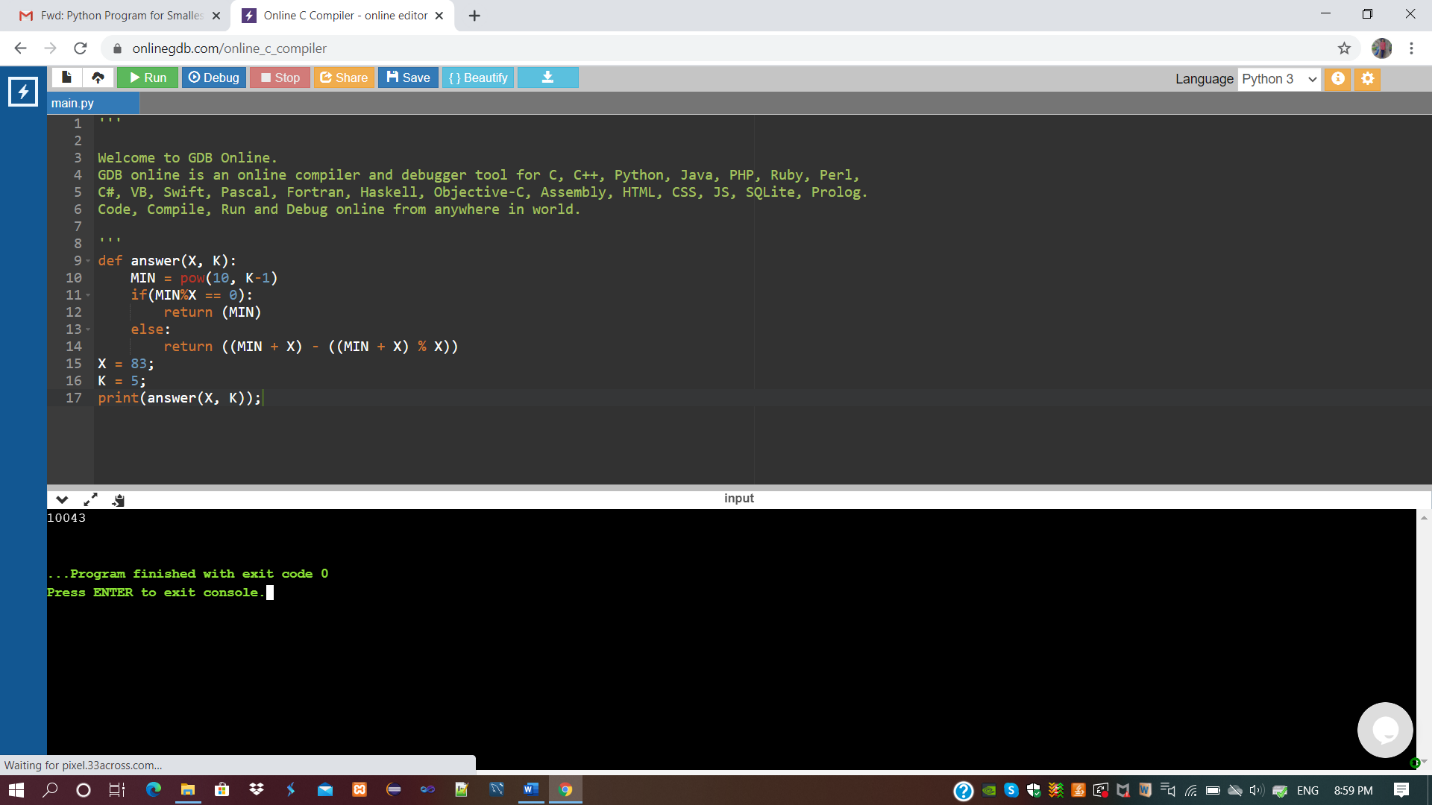 Fwd: Python Program for Smalles
Online C Compiler - online editor
onlinegdb.com/online_c_compiler
Run Debug Stop Share Save { } Beautify
Language Python 3
main.py
1 '''
2
3 Welcome to GDB Online.
4 GDB online is an online compiler and debugger tool for C, C++, Python, Java, PHP, Ruby, Perl,
5 C#, VB, Swift, Pascal, Fortran, Haskell, Objective-C, Assembly, HTML, CSS, JS, SQLite, Prolog.
6 Code, Compile, Run and Debug online from anywhere in world.
7
8 '''
9 def answer(X, K):
10 MIN = pow(10, K-1)
11 if(MIN%X == 0):
12 return (MIN)
13 else:
14 return ((MIN + X) - ((MIN + X) % X))
15 X = 83;
16 K = 5;
17 print(answer(X, K));
input
10043
...Program finished with exit code 0
Press ENTER to exit console.
Waiting for pixel.33across.com...
ENG 8:59 PM